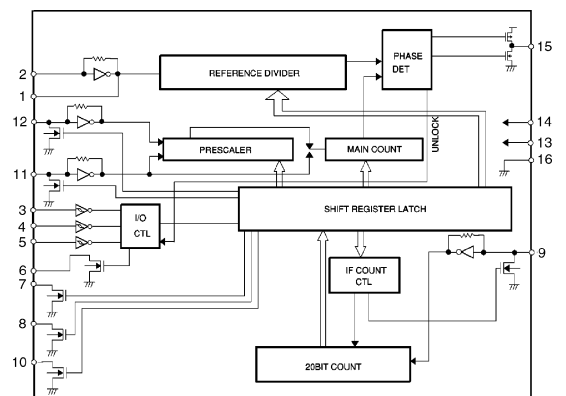 PHASE
DET
15
2
REFERENCE DIVIDER
1
12
14
UNLOCK
13
PRESCALER
MAIN COUNT
16
11
3
I/O
CTL
SHIFT REGISTER LATCH
4
5
9
6
IF COUNT
CTL
7
8
10
20BIT COUNT